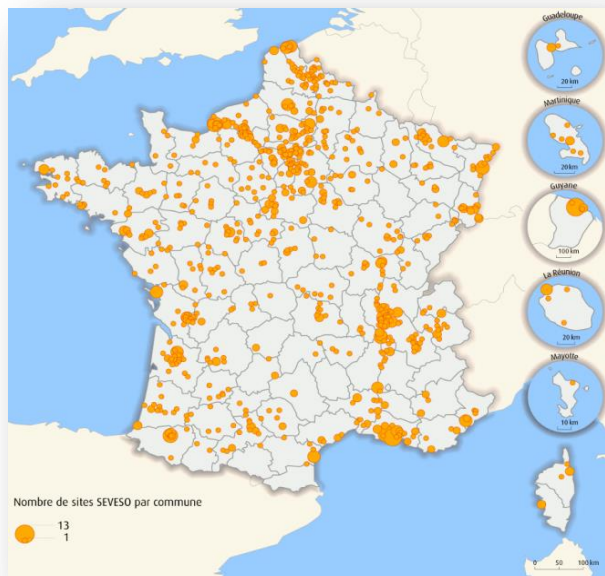 Guadeloupe
20 km
Martinique
20 km
Guyane
100 km
La Réunion
20 km
Mayotte
10 km
Nombre de sites SEVESO par commune
13
1
0 50 100 km